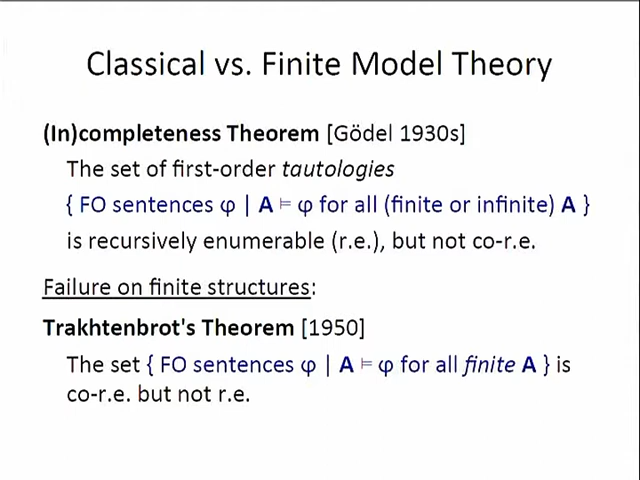 Classical vs. Finite Model Theory
(In)completeness Theorem [Gödel 1930s]
The set of first-order tautologies
{ FO sentences φ | A ⊨ φ for all (finite or infinite) A }
is recursively enumerable (r.e.), but not co-r.e.
Failure on finite structures:
Trakhtenbrot's Theorem [1950]
The set { FO sentences φ | A ⊨ φ for all finite A } is
co-r.e. but not r.e.